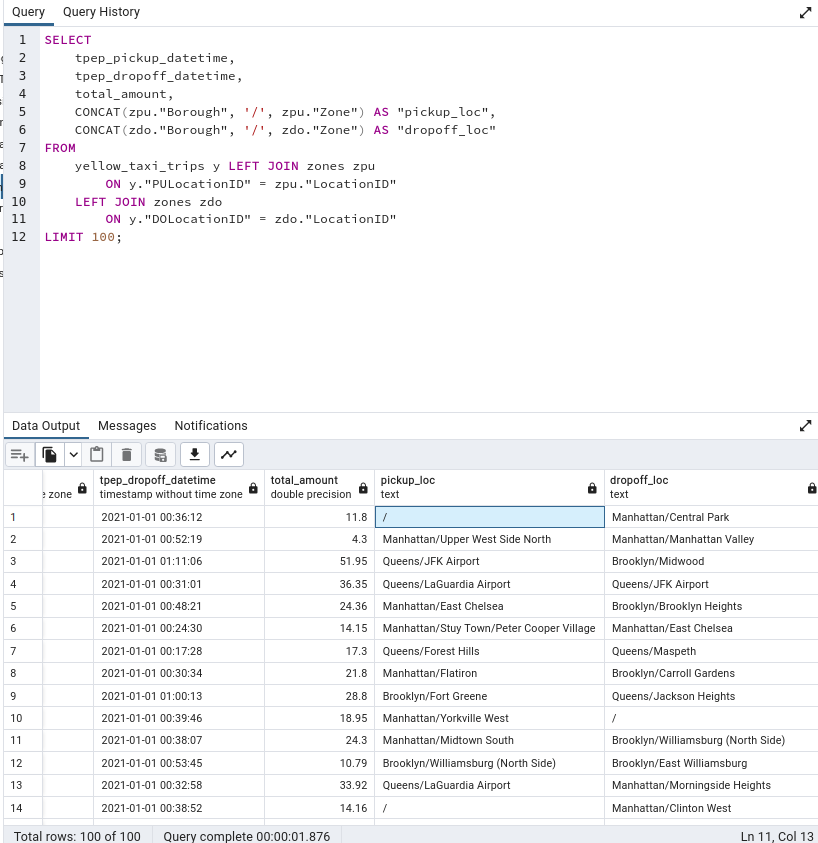 Query Query History
1 SELECT
2 tpep_pickup_datetime,
3 tpep_dropoff_datetime,
4 total_amount,
5 CONCAT(zpu."Borough", '/', zpu."Zone") AS "pickup_loc",
6 CONCAT(zdo."Borough", '/', zdo."Zone") AS "dropoff_loc"
7 FROM
8 yellow_taxi_trips y LEFT JOIN zones zpu
9 ON y."PULocationID" = zpu."LocationID"
10 LEFT JOIN zones zdo
11 ON y."DOLocationID" = zdo."LocationID"
12 LIMIT 100;
Data Output Messages Notifications
tpep_dropoff_datetime total_amount pickup_loc dropoff_loc
zone timestamp without time zone double precision text text
1 2021-01-01 00:36:12 11.8 / Manhattan/Central Park
2 2021-01-01 00:52:19 4.3 Manhattan/Upper West Side North Manhattan/Manhattan Valley
3 2021-01-01 01:11:06 51.95 Queens/JFK Airport Brooklyn/Midwood
4 2021-01-01 00:31:01 36.35 Queens/LaGuardia Airport Queens/JFK Airport
5 2021-01-01 00:48:21 24.36 Manhattan/East Chelsea Brooklyn/Brooklyn Heights
6 2021-01-01 00:24:30 14.15 Manhattan/Stuy Town/Peter Cooper Village Manhattan/East Chelsea
7 2021-01-01 00:17:28 17.3 Queens/Forest Hills Queens/Maspeth
8 2021-01-01 00:30:34 21.8 Manhattan/Flatiron Brooklyn/Carroll Gardens
9 2021-01-01 01:00:13 28.8 Brooklyn/Fort Greene Queens/Jackson Heights
10 2021-01-01 00:39:46 18.95 Manhattan/Yorkville West /
11 2021-01-01 00:38:07 24.3 Manhattan/Midtown South Brooklyn/Williamsburg (North Side)
12 2021-01-01 00:53:45 10.79 Brooklyn/Williamsburg (North Side) Brooklyn/East Williamsburg
13 2021-01-01 00:32:58 33.92 Queens/LaGuardia Airport Manhattan/Morningside Heights
14 2021-01-01 00:38:52 14.16 / Manhattan/Clinton West
Total rows: 100 of 100 Query complete 00:00:01.876 Ln 11, Col 13